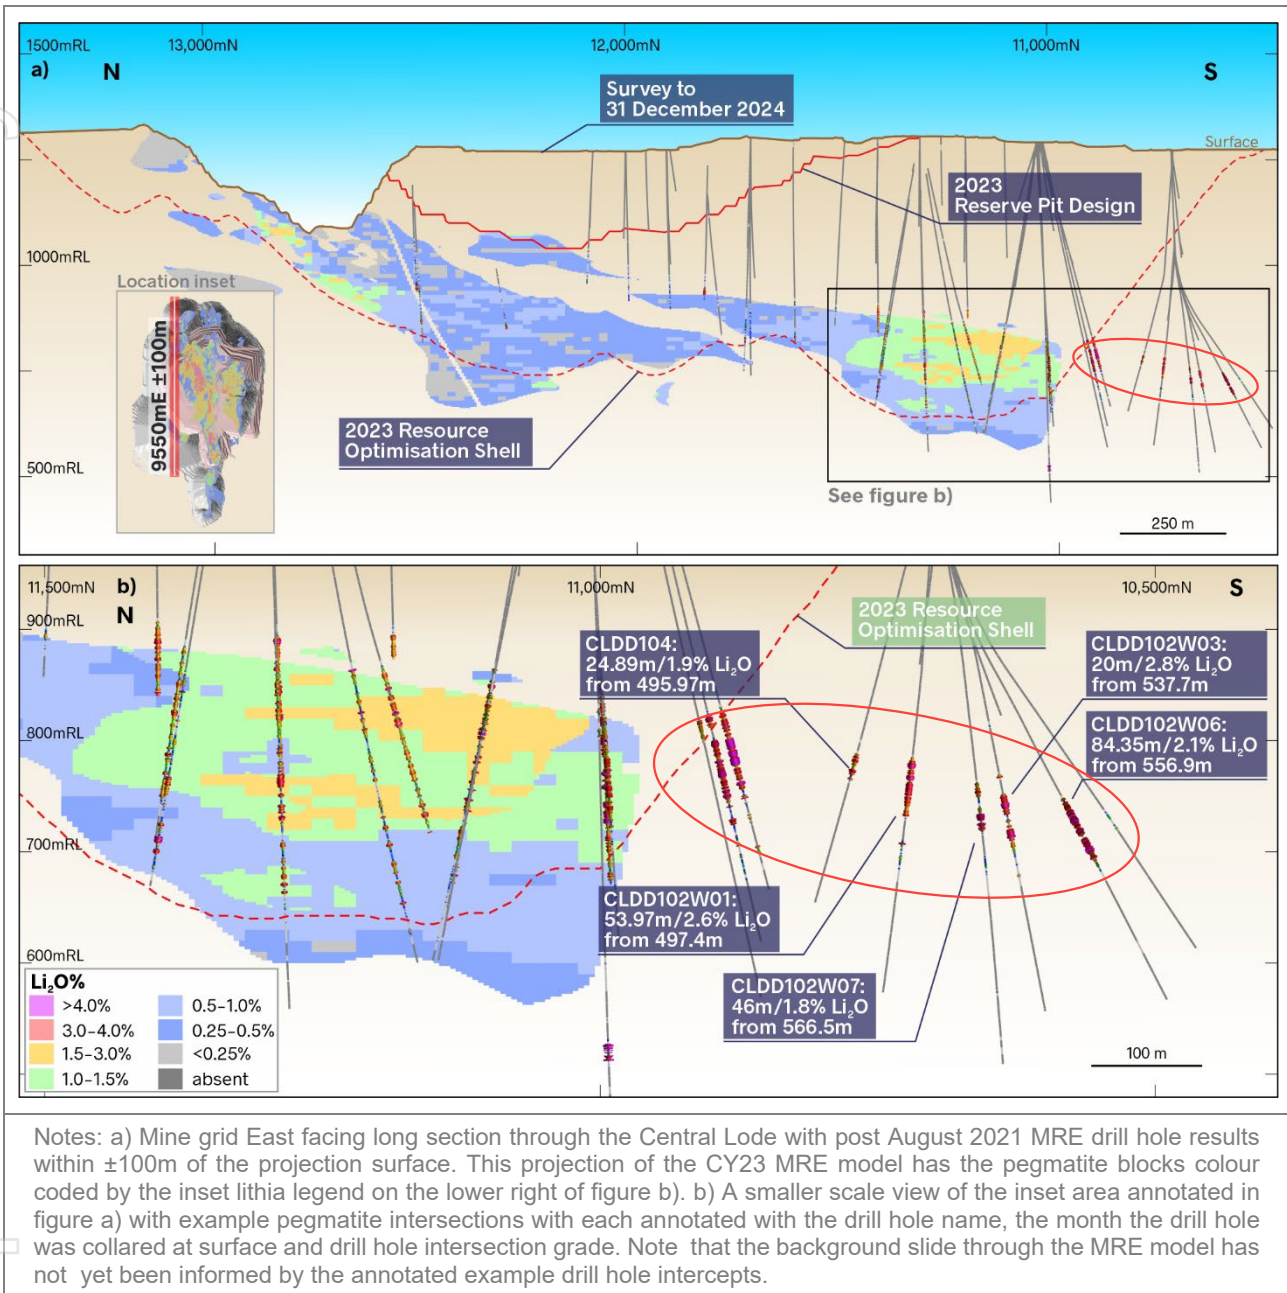 1500mRL
13,000mN
12,000mN
11,000mN
a)
N
S
Survey to
31 December 2024
Surface
2023
Reserve Pit Design
1000mRL
Location inset
9550mE ±100m
2023 Resource
Optimisation Shell
500mRL
See figure b)
250 m
11,500mN
b)
N
11,000mN
10,500mN
S
900mRL
2023 Resource
Optimisation Shell
CLDD104:
24.89m/1.9% Li₂O
from 495.97m
CLDD102W03:
20m/2.8% Li₂O
from 537.7m
CLDD102W06:
84.35m/2.1% Li₂O
from 556.9m
800mRL
700mRL
CLDD102W01:
53.97m/2.6% Li₂O
from 497.4m
600mRL
CLDD102W07:
46m/1.8% Li₂O
from 566.5m
Li₂O%
>4.0%
3.0–4.0%
1.5–3.0%
1.0–1.5%
0.5–1.0%
0.25–0.5%
<0.25%
absent
100 m
Notes: a) Mine grid East facing long section through the Central Lode with post August 2021 MRE drill hole results
within ±100m of the projection surface. This projection of the CY23 MRE model has the pegmatite blocks colour
coded by the inset lithia legend on the lower right of figure b). b) A smaller scale view of the inset area annotated in
figure a) with example pegmatite intersections with each annotated with the drill hole name, the month the drill hole
was collared at surface and drill hole intersection grade. Note that the background slide through the MRE model has
not yet been informed by the annotated example drill hole intercepts.